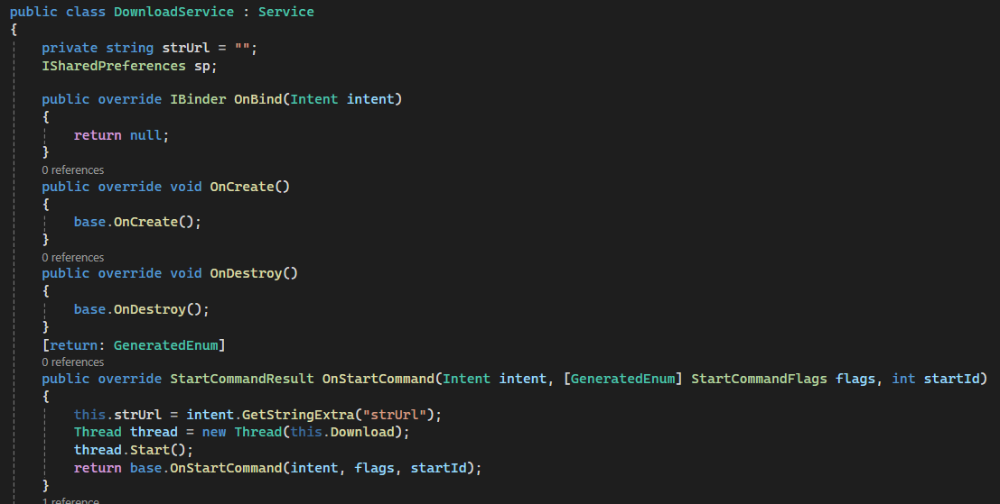 public class DownloadService : Service
{
private string strUrl = "";
ISharedPreferences sp;
public override IBinder OnBind(Intent intent)
{
return null;
}
0 references
public override void OnCreate()
{
base.OnCreate();
}
0 references
public override void OnDestroy()
{
base.OnDestroy();
}
[return: GeneratedEnum]
0 references
public override StartCommandResult OnStartCommand(Intent intent, [GeneratedEnum] StartCommandFlags flags, int startId)
{
this.strUrl = intent.GetStringExtra("strUrl");
Thread thread = new Thread(this.Download);
thread.Start();
return base.OnStartCommand(intent, flags, startId);
}
1 reference